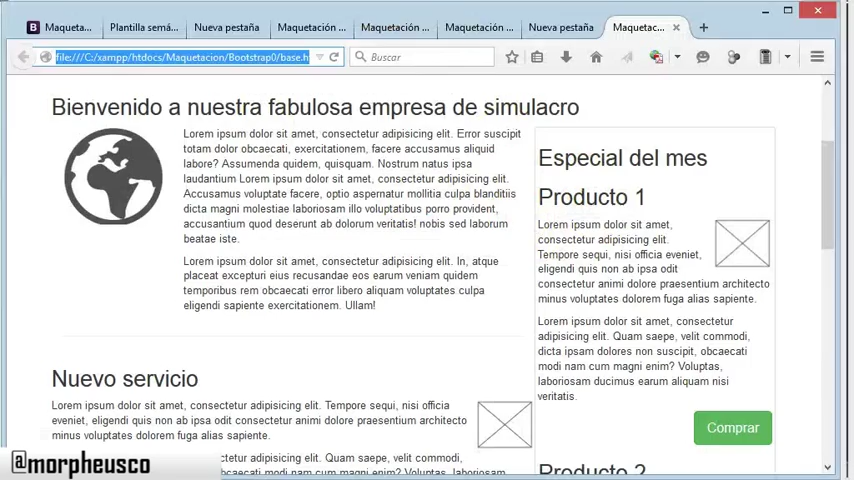 Maqueta...
Plantilla semá...
Nueva pestaña
Maquetación ...
Maquetación ...
Maquetación ...
Nueva pestaña
Maquetac...
file:///C:/xampp/htdocs/Maquetacion/Bootstrap0/base.h
Buscar
Bienvenido a nuestra fabulosa empresa de simulacro
Lorem ipsum dolor sit amet, consectetur adipisicing elit. Error suscipit
totam dolor obcaecati, exercitationem, facere accusamus aliquid
labore? Assumenda quidem, quisquam. Nostrum natus ipsa
laudantium Lorem ipsum dolor sit amet, consectetur adipisicing elit.
Accusamus voluptate facere, optio aspernatur mollitia culpa blanditiis
dicta magni molestiae laboriosam illo voluptatibus porro provident,
accusantium quod deserunt ab dolorum veritatis! nobis sed laborum
beatae iste.
Lorem ipsum dolor sit amet, consectetur adipisicing elit. In, atque
placeat excepturi eius recusandae eos earum veniam quidem
temporibus rem obcaecati error libero aliquam voluptates culpa
eligendi sapiente exercitationem. Ullam!
Nuevo servicio
Lorem ipsum dolor sit amet, consectetur adipisicing elit. Tempore sequi, nisi officia
eveniet, eligendi quis non ab ipsa odit consectetur animi dolore praesentium alias architecto
minus voluptates dolorem fuga alias sapiente.
Especial del mes
Producto 1
Lorem ipsum dolor sit amet,
consectetur adipisicing elit.
Tempore sequi, nisi officia eveniet,
eligendi quis non ab ipsa odit
consectetur animi dolore praesentium architecto
minus voluptates dolorem fuga alias sapiente.
Lorem ipsum dolor sit amet, consectetur
adipisicing elit. Quam saepe, velit commodi,
dicta ipsam dolores non suscipit, obcaecati
modi enim fugiat impedit? Voluptas,
laboriosam ducimus earum aliquam nisi
veritatis.
Comprar
Producto 2
@morpheusco